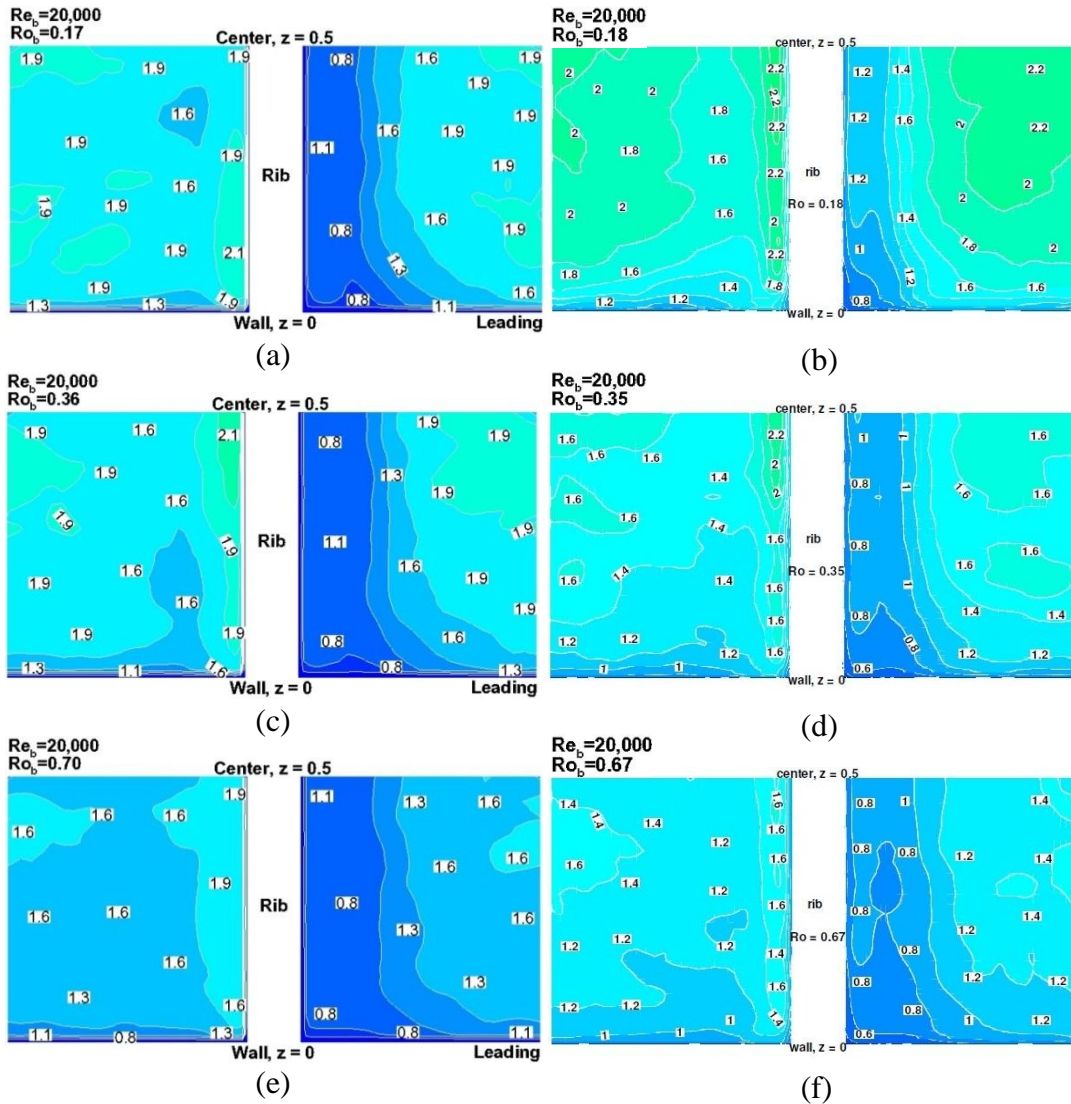 Re_b=20,000
Ro_b=0.17
Center, z = 0.5
1.9 1.9 1.9 0.8 1.6
1.9
1.6 1.9
1.9
1.9 1.1 1.6 1.9
1.9
1.6
Rib
1.9 1.9 0.8 1.6 1.9
1.9 2.1 1.3
1.9 1.6
1.3 1.3 1.9 0.8 1.1
Wall, z = 0
Leading
(a)
Re_b=20,000
Ro_b=0.18
center, z = 0.5
2 2 2 2.2 1.2 1.4 2.2
2.2
1.8 1.2 1.6 2 2.2
2 1.8 1.6 2.2
rib
2.2 1.2 2
Ro = 0.18
2 2 1.6 2 1 1.4
1.8 1.6 1.4 2.2 1.8 2
1.8 1.2
1.2 1.2 0.8 1.6 1.6
wall, z = 0
(b)
Re_b=20,000
Ro_b=0.36
Center, z = 0.5
1.9 1.6 2.1 0.8 1.9 1.9
1.9 1.3
1.6 1.9
1.9 1.9 1.1 1.9
Rib
1.9 1.6 1.6 1.6 1.9
1.9 1.9 0.8 1.6 1.9
1.3 1.1 1.6 0.8 1.3
Wall, z = 0
Leading
(c)
Re_b=20,000
Ro_b=0.35
center, z = 0.5
1.6 1.6 1.6 2.2 1 1 1.6
1.4 2 0.8 1
1.6 1.6 2 1.6 1.6
1.4 1.6 0.8
rib
1.6 1.4 1.4 1.6 1 1.6 1.6
Ro = 0.35
1.2 1.2 1.6 0.8 1.4 1.4
1.2 1.6 0.8 1.2 1.2
1 1 0.6
wall, z = 0
(d)
Re_b=20,000
Ro_b=0.70
Center, z = 0.5
1.6 1.6 1.9 1.1 1.3 1.6
1.6
1.9 1.6 1.6
Rib
1.6 1.6 0.8 1.3 1.6
1.6
1.3 1.6 1.3
1.1 0.8 1.3 0.8 0.8 1.1
Wall, z = 0
Leading
(e)
Re_b=20,000
Ro_b=0.67
center, z = 0.5
1.4 1.4 1.4 1.6 0.8 1 1.4
1.2 1.6 0.8 0.8 1.2 1.4
1.6 1.4 1.2
rib
1.6 0.8
Ro = 0.67
1.2 1.2 1.2 1.4 0.8 1.2 1.4
1.6 0.8 1.2 1.2
1.2 1.2 1.4 0.8 1 1.2
1 1 0.6
wall, z = 0
(f)